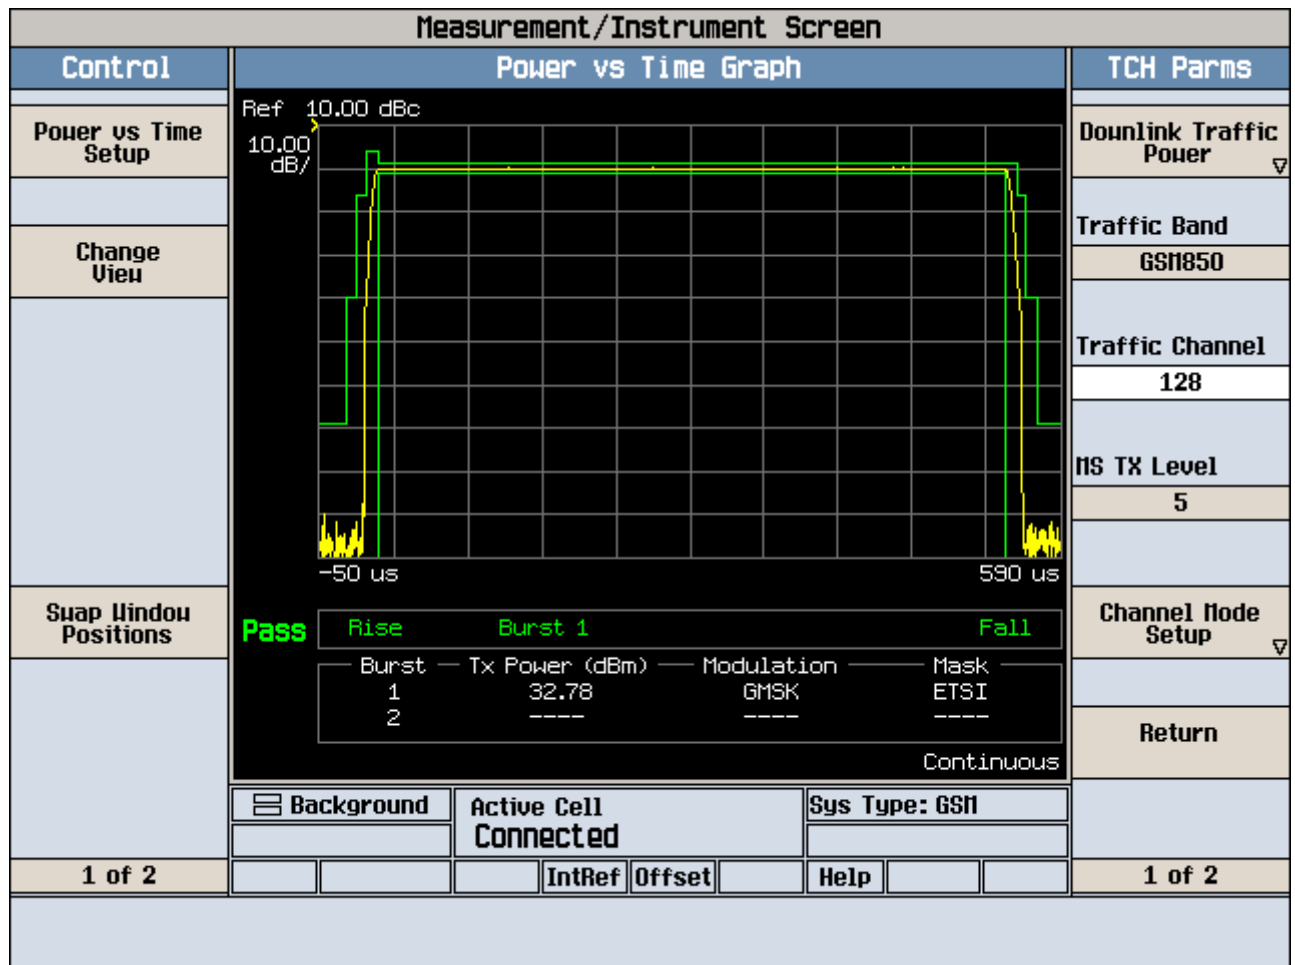 Measurement/Instrument Screen
Control
Power vs Time
Setup
Change
View
Swap Window
Positions
1 of 2
Power vs Time Graph
Ref 10.00 dBc
10.00
dB/
-50 us
590 us
Pass
Rise Burst 1 Fall
Burst Tx Power (dBm) Modulation Mask
1 32.78 GMSK ETSI
2 ---- ---- ----
Continuous
Background
Active Cell
Connected
Sys Type: GSM
IntRef Offset Help
TCH Parms
Downlink Traffic
Power
Traffic Band
GSM850
Traffic Channel
128
MS TX Level
5
Channel Mode
Setup
Return
1 of 2